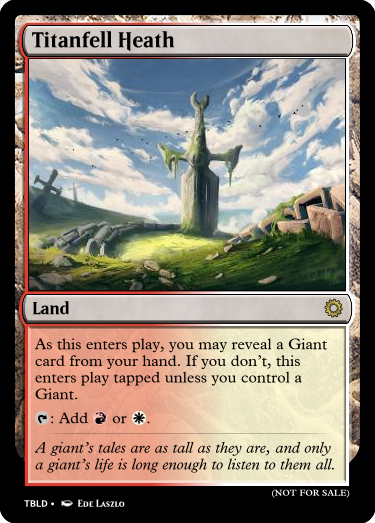 Titanfell Heath
Land
As this enters play, you may reveal a Giant
card from your hand. If you don't, this
enters play tapped unless you control a
Giant.
: Add or .
A giant's tales are as tall as they are, and only
a giant's life is long enough to listen to them all.
(NOT FOR SALE)
TBLD • Ede Laszlo